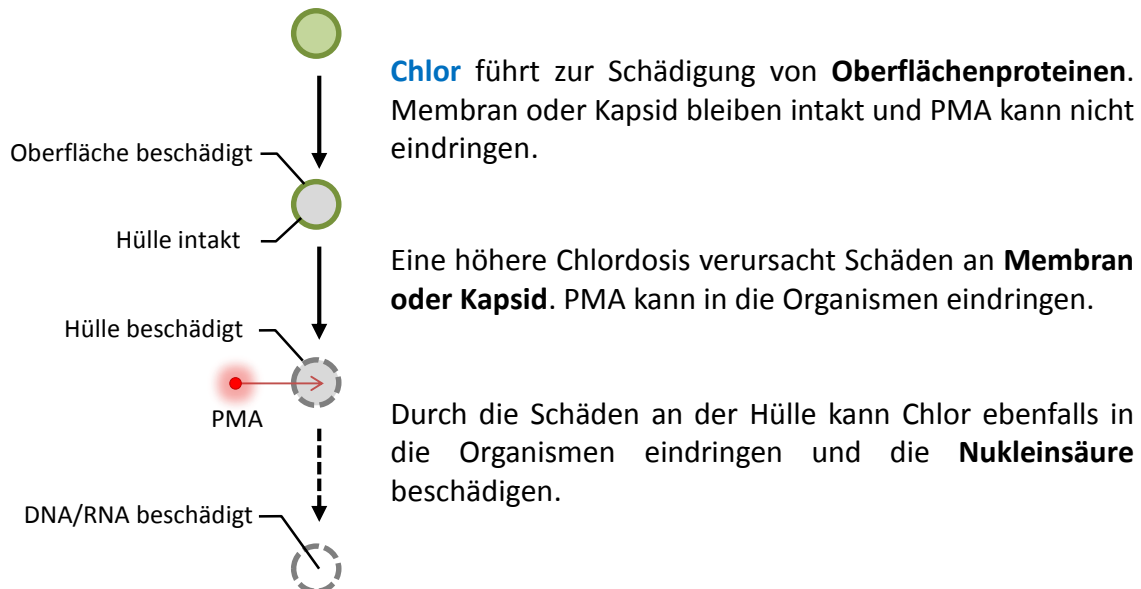 Chlor führt zur Schädigung von Oberflächenproteinen.
Membran oder Kapsid bleiben intakt und PMA kann nicht
eindringen.
Oberfläche beschädigt
Hülle intakt
Eine höhere Chlordosis verursacht Schäden an Membran
oder Kapsid. PMA kann in die Organismen eindringen.
Hülle beschädigt
PMA
Durch die Schäden an der Hülle kann Chlor ebenfalls in
die Organismen eindringen und die Nukleinsäure
beschädigen.
DNA/RNA beschädigt